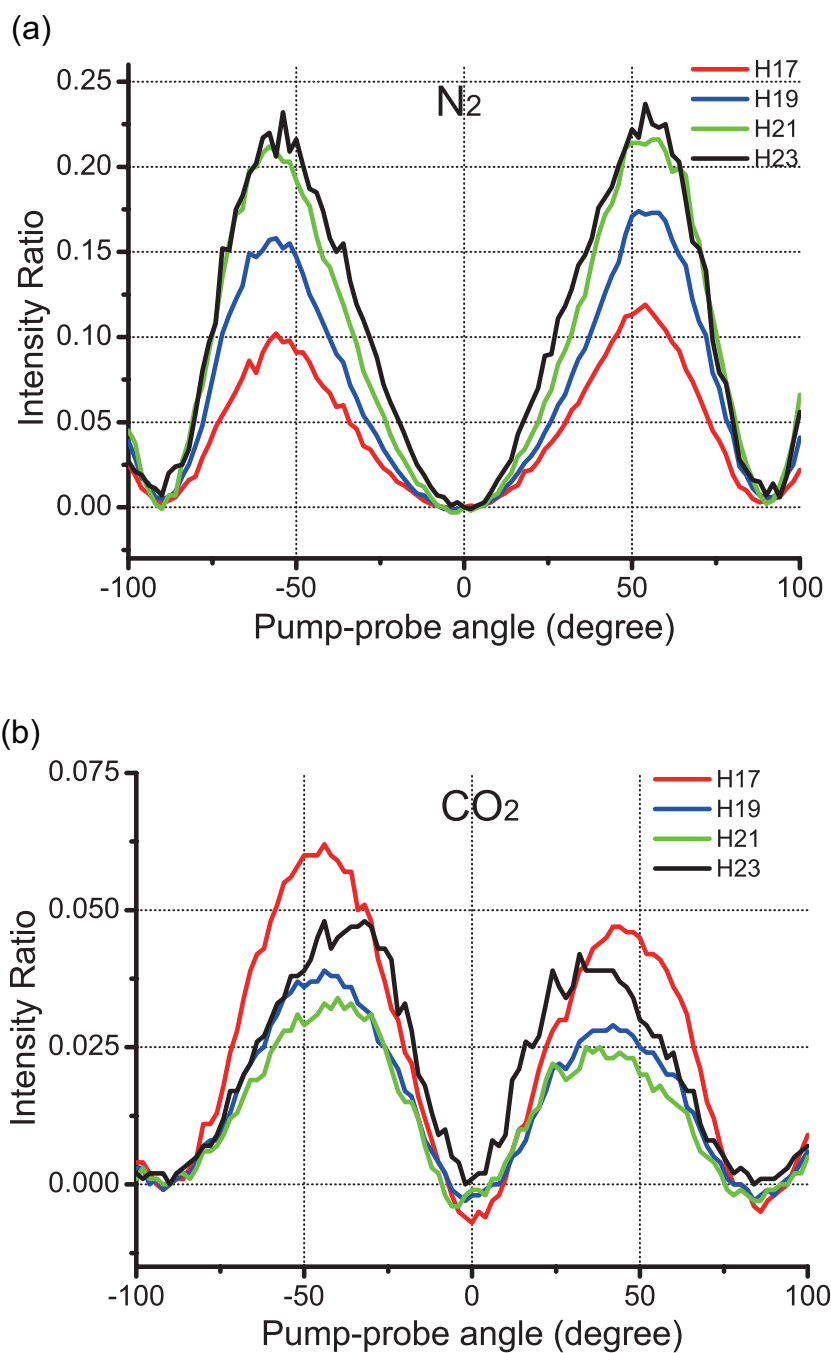 (a)
N2
H17
H19
H21
H23
0.25
0.20
0.15
0.10
0.05
0.00
Intensity Ratio
-100
-50
0
50
100
Pump-probe angle (degree)
(b)
CO2
H17
H19
H21
H23
0.075
0.050
0.025
0.000
Intensity Ratio
-100
-50
0
50
100
Pump-probe angle (degree)